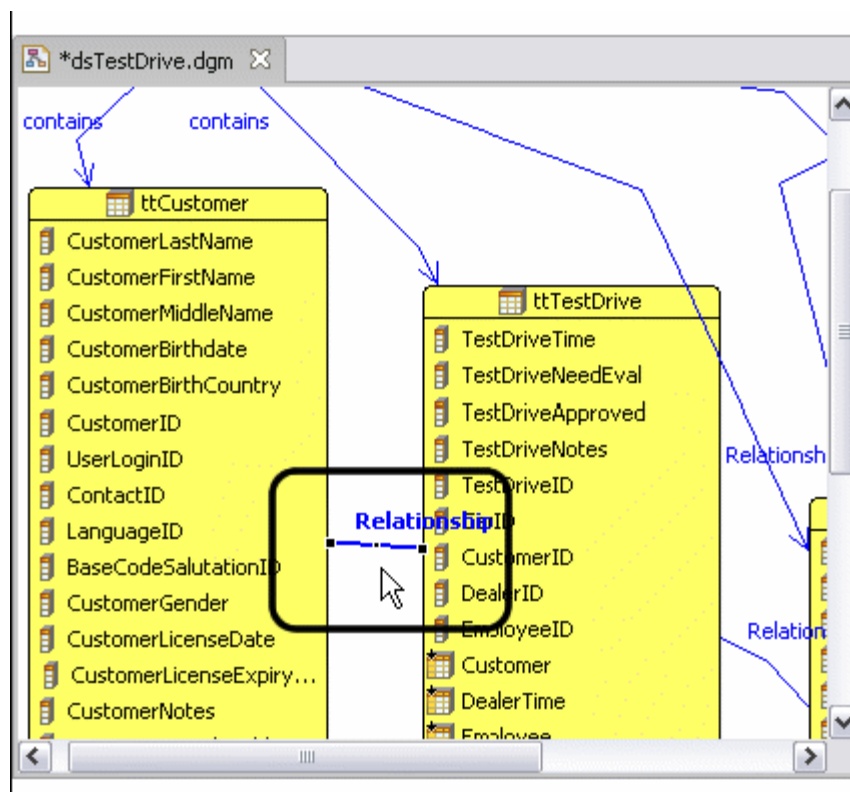 *dsTestDrive.dgm
contains
contains
ttCustomer
CustomerLastName
CustomerFirstName
CustomerMiddleName
CustomerBirthdate
CustomerBirthCountry
CustomerID
UserLoginID
ContactID
LanguageID
BaseCodeSalutationID
CustomerGender
CustomerLicenseDate
CustomerLicenseExpiry...
CustomerNotes
Relationship
ttTestDrive
TestDriveTime
TestDriveNeedEval
TestDriveApproved
TestDriveNotes
TestDriveID
CustomerID
DealerID
EmployeeID
Customer
DealerTime
Employee
Relationsh
Relation